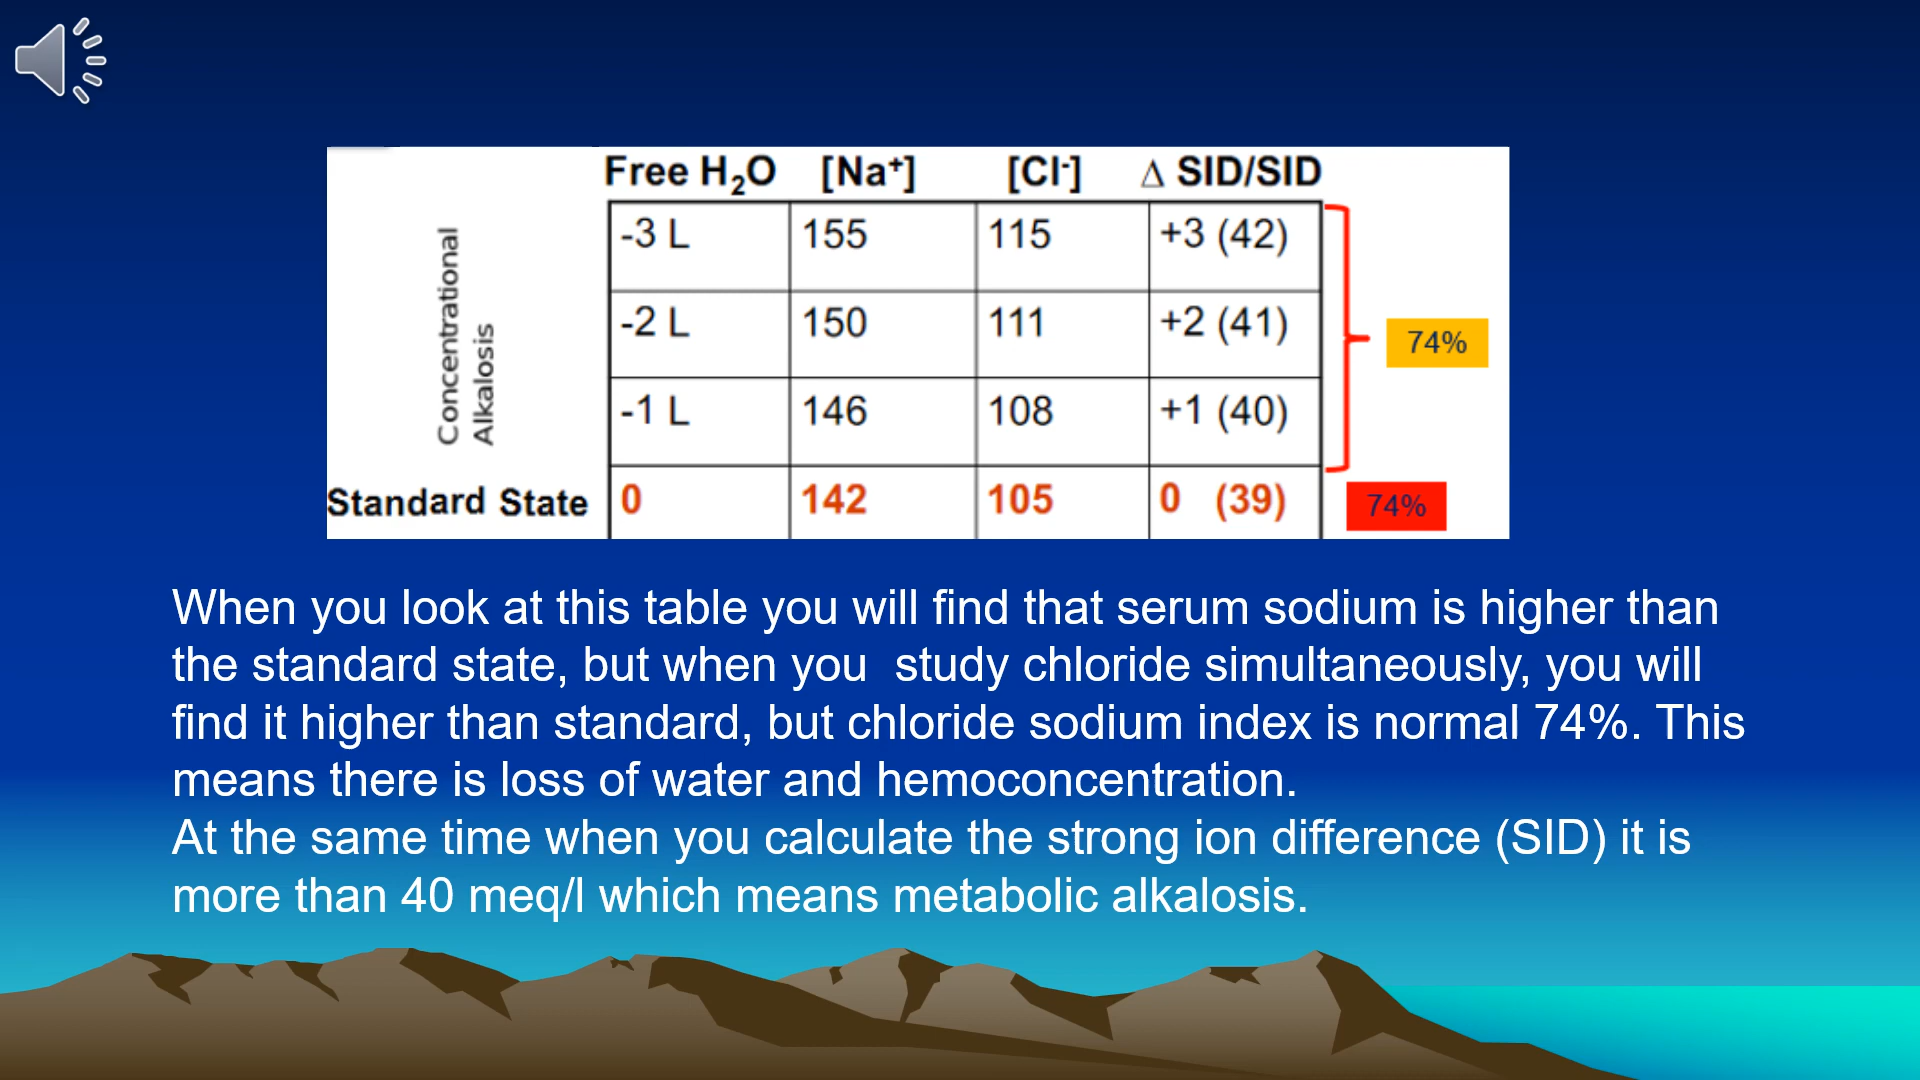 Free H₂O [Na⁺] [Cl⁻] Δ SID/SID
Concentrational
Alkalosis
-3 L 155 115 +3 (42)
-2 L 150 111 +2 (41)
74%
-1 L 146 108 +1 (40)
Standard State 0 142 105 0 (39) 74%
When you look at this table you will find that serum sodium is higher than
the standard state, but when you study chloride simultaneously, you will
find it higher than standard, but chloride sodium index is normal 74%. This
means there is loss of water and hemoconcentration.
At the same time when you calculate the strong ion difference (SID) it is
more than 40 meq/l which means metabolic alkalosis.